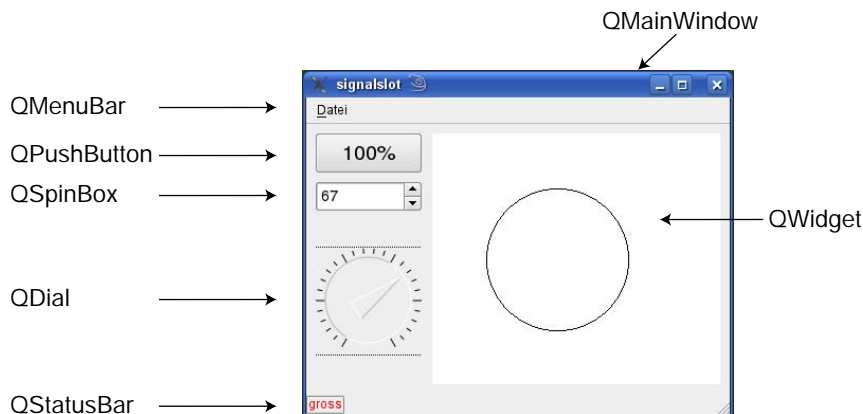 QMainWindow
signalslot
QMenuBar
Datei
QPushButton
100%
QSpinBox
67
QWidget
QDial
QStatusBar
gross